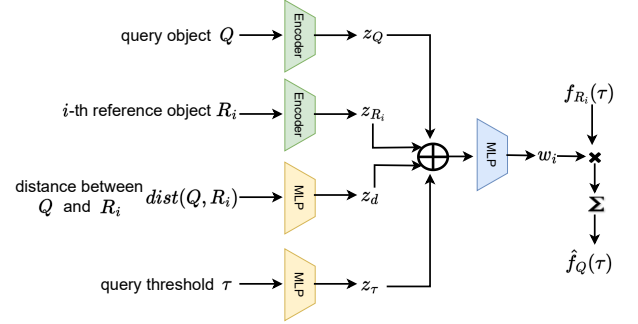 query object Q
Encoder
z_Q
i-th reference object R_i
Encoder
z_{R_i}
distance between
Q and R_i
dist(Q, R_i)
MLP
z_d
query threshold τ
MLP
z_τ
MLP
w_i
f_{R_i}(τ)
Σ
\hat{f}_Q(τ)